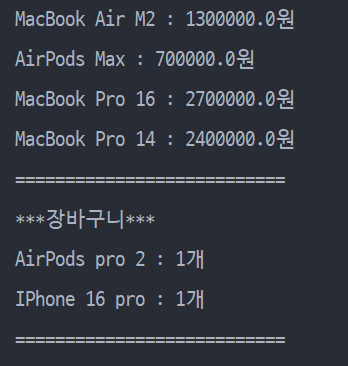 MacBook Air M2 : 1300000.0원
AirPods Max : 700000.0원
MacBook Pro 16 : 2700000.0원
MacBook Pro 14 : 2400000.0원
===========================
***장바구니***
AirPods pro 2 : 1개
IPhone 16 pro : 1개
===========================